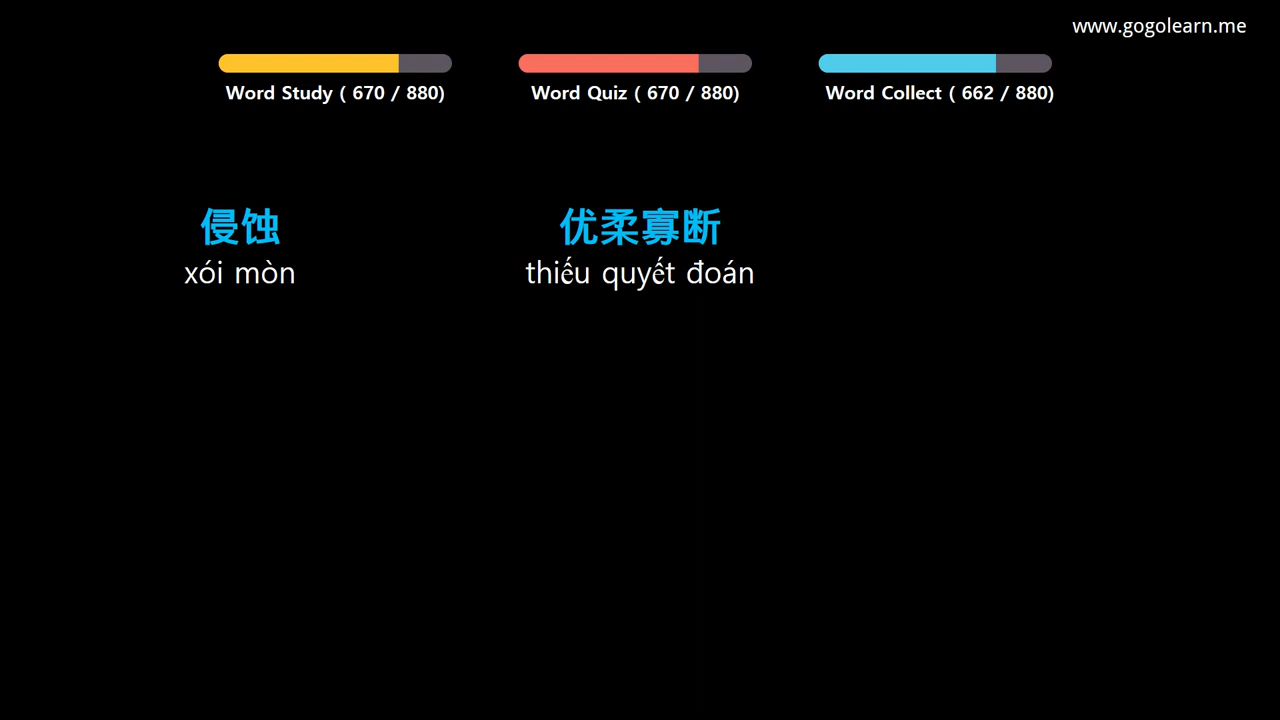 www.gogolearn.me
Word Study ( 670 / 880)
Word Quiz ( 670 / 880)
Word Collect ( 662 / 880)
侵蚀
xói mòn
优柔寡断
thiếu quyết đoán